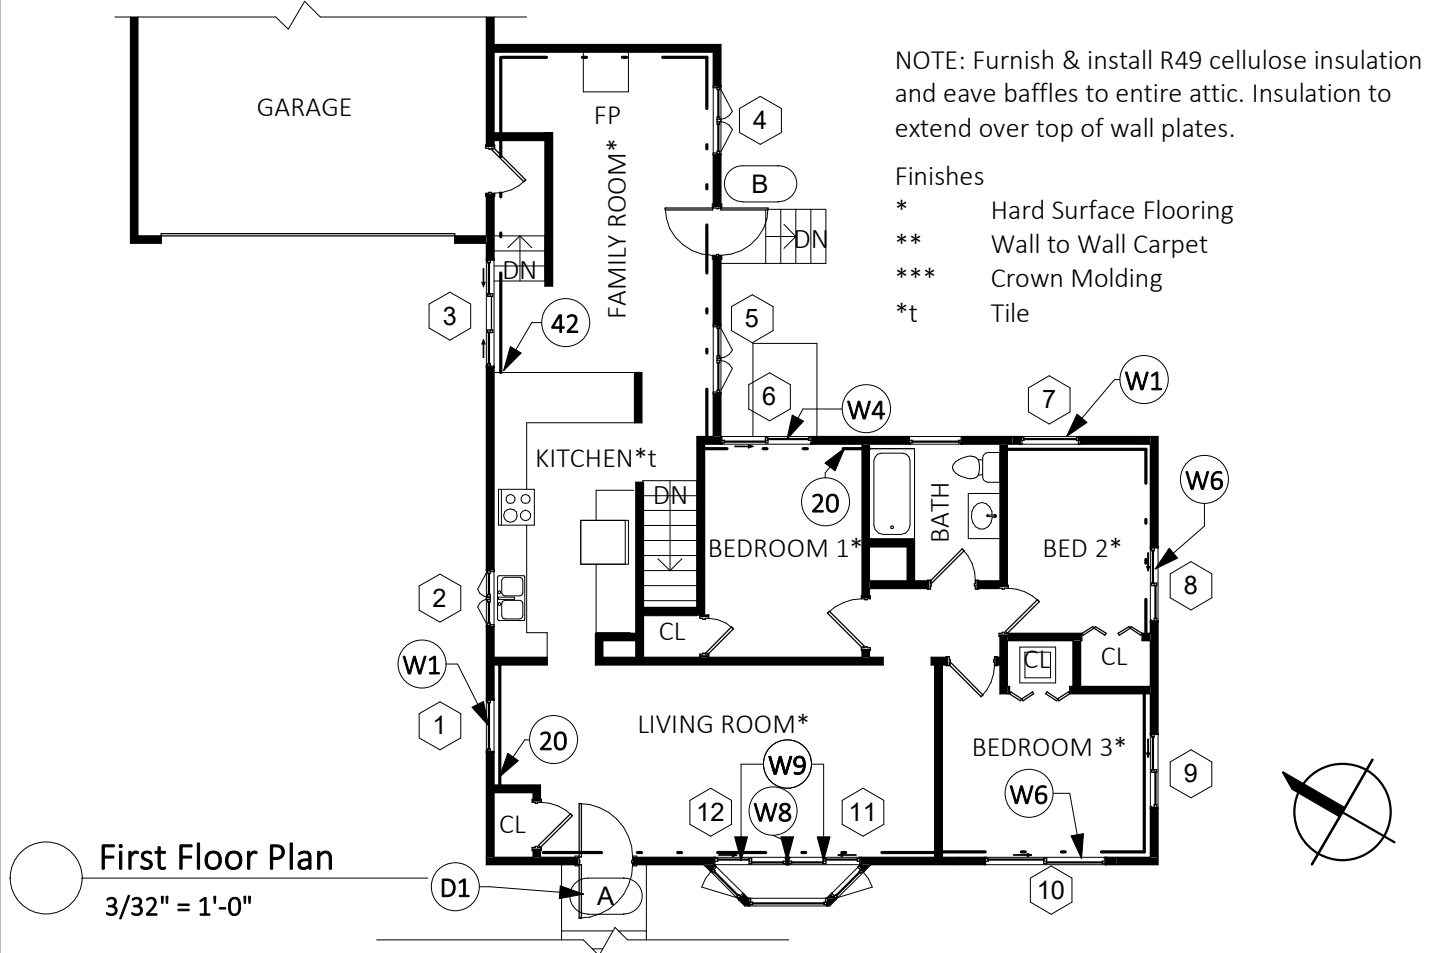 NOTE: Furnish & install R49 cellulose insulation
and eave baffles to entire attic. Insulation to
extend over top of wall plates.
Finishes
* Hard Surface Flooring
** Wall to Wall Carpet
*** Crown Molding
*t Tile
GARAGE
FP
4
FAMILY ROOM*
B
DN
DN
3
42
5
6
W4
7
W1
KITCHEN*t
DN
20
BATH
W6
BEDROOM 1*
BED 2*
2
8
CL
CL
CL
W1
1
20
LIVING ROOM*
BEDROOM 3*
W9
9
W6
12
W8
11
CL
First Floor Plan
3/32" = 1'-0"
D1
A
10